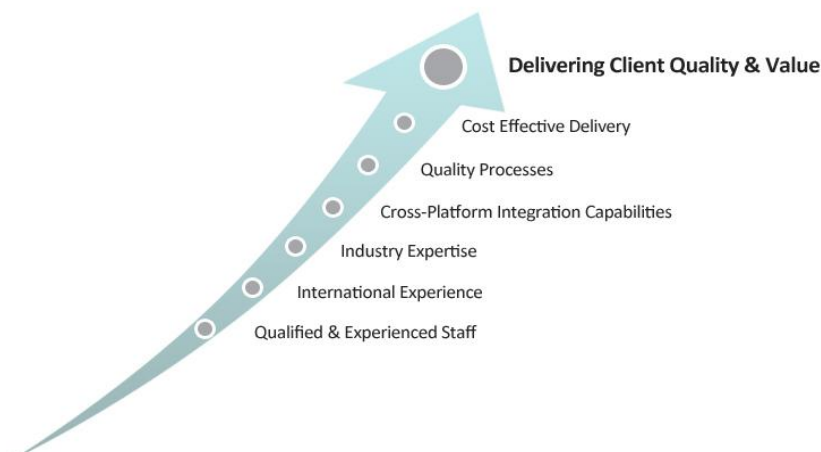 Delivering Client Quality & Value
Cost Effective Delivery
Quality Processes
Cross-Platform Integration Capabilities
Industry Expertise
International Experience
Qualified & Experienced Staff